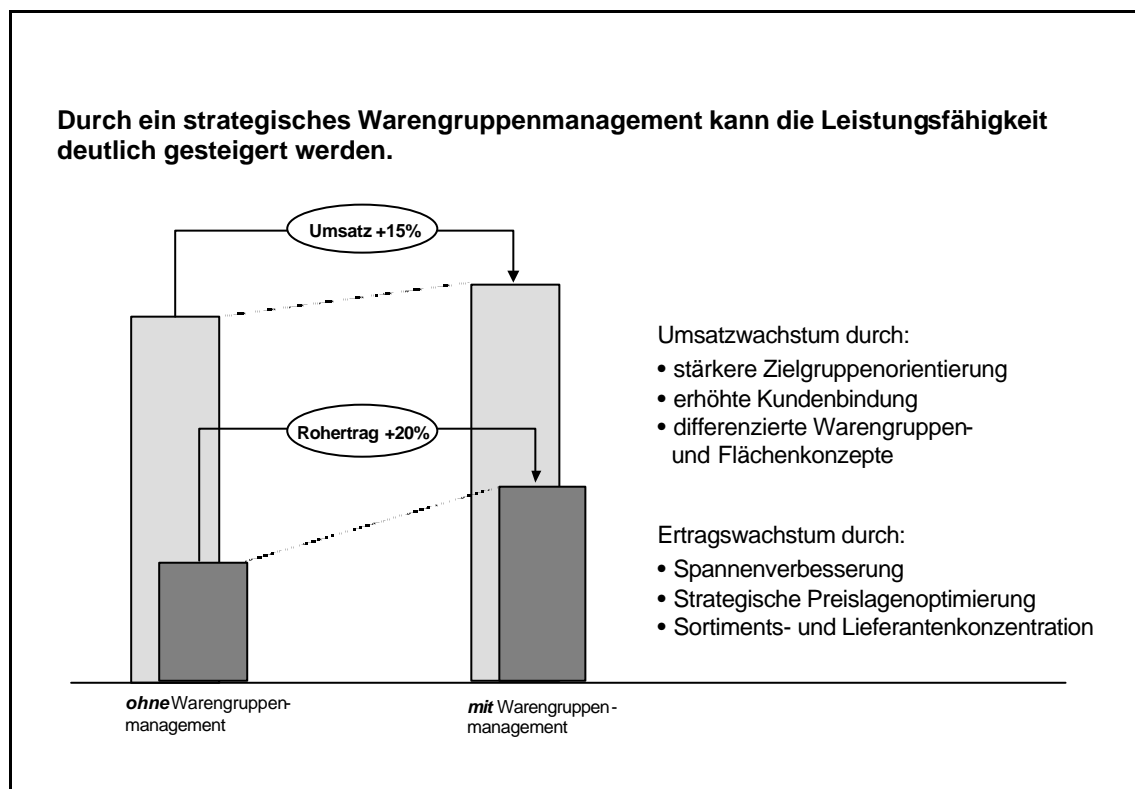 Durch ein strategisches Warengruppenmanagement kann die Leistungsfähigkeit
deutlich gesteigert werden.
Umsatz +15%
Rohertrag +20%
Umsatzwachstum durch:
• stärkere Zielgruppenorientierung
• erhöhte Kundenbindung
• differenzierte Warengruppen-
und Flächenkonzepte
Ertragswachstum durch:
• Spannenverbesserung
• Strategische Preislagenoptimierung
• Sortiments- und Lieferantenkonzentration
ohne Warengruppen-
management
mit Warengruppen-
management